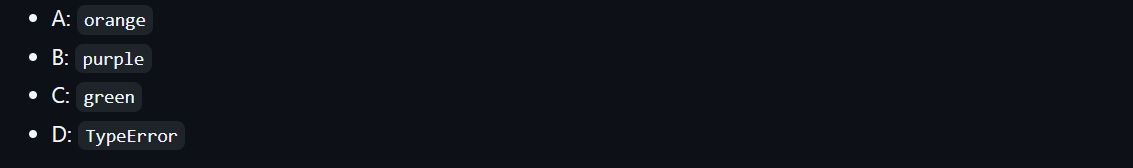 A: orange
B: purple
C: green
D: TypeError